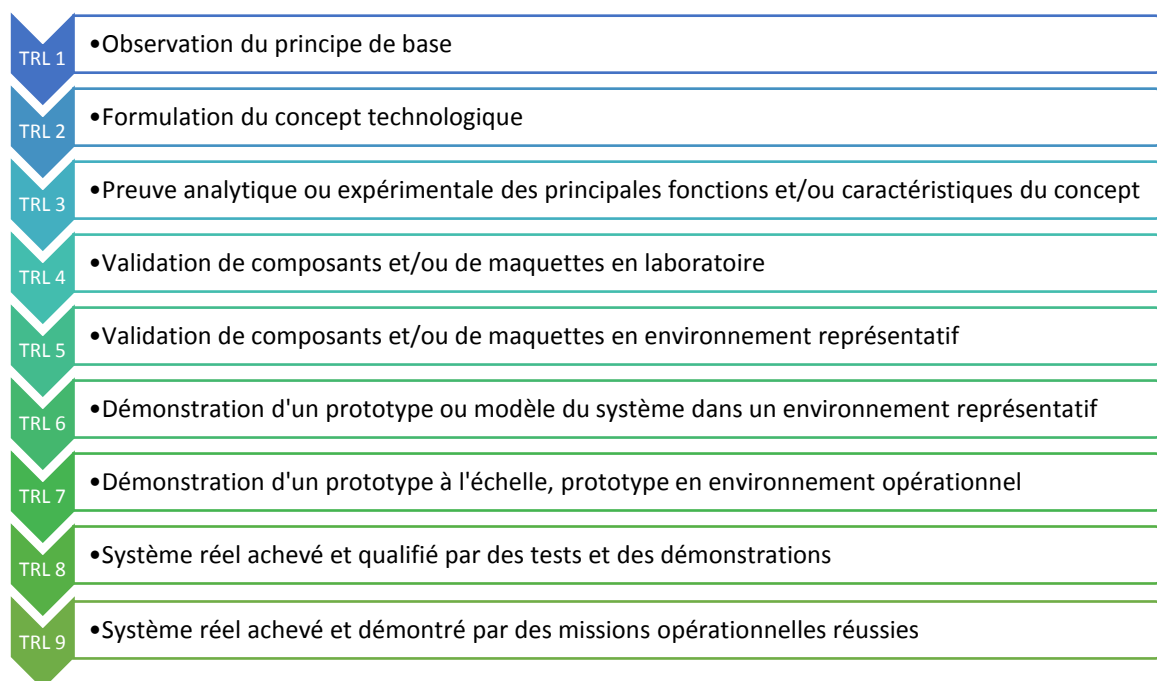 TRL 1
•Observation du principe de base
TRL 2
•Formulation du concept technologique
TRL 3
•Preuve analytique ou expérimentale des principales fonctions et/ou caractéristiques du concept
TRL 4
•Validation de composants et/ou de maquettes en laboratoire
TRL 5
•Validation de composants et/ou de maquettes en environnement représentatif
TRL 6
•Démonstration d'un prototype ou modèle du système dans un environnement représentatif
TRL 7
•Démonstration d'un prototype à l'échelle, prototype en environnement opérationnel
TRL 8
•Système réel achevé et qualifié par des tests et des démonstrations
TRL 9
•Système réel achevé et démontré par des missions opérationnelles réussies